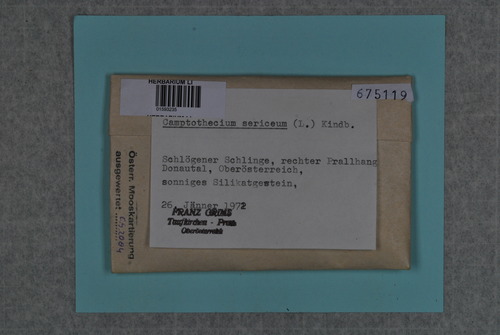 HERBARIUM LI
675119
Camptothecium sericeum (L.) Kindb.
Schlögener Schlinge, rechter Prallhang
Donautal, Oberösterreich,
sonniges Silikatgestein,
26. Jänner 1972
FRANZ GRIMS
Taufkirchen - Pram
Oberösterreich
Österr. Mooskartierung
ausgewertet